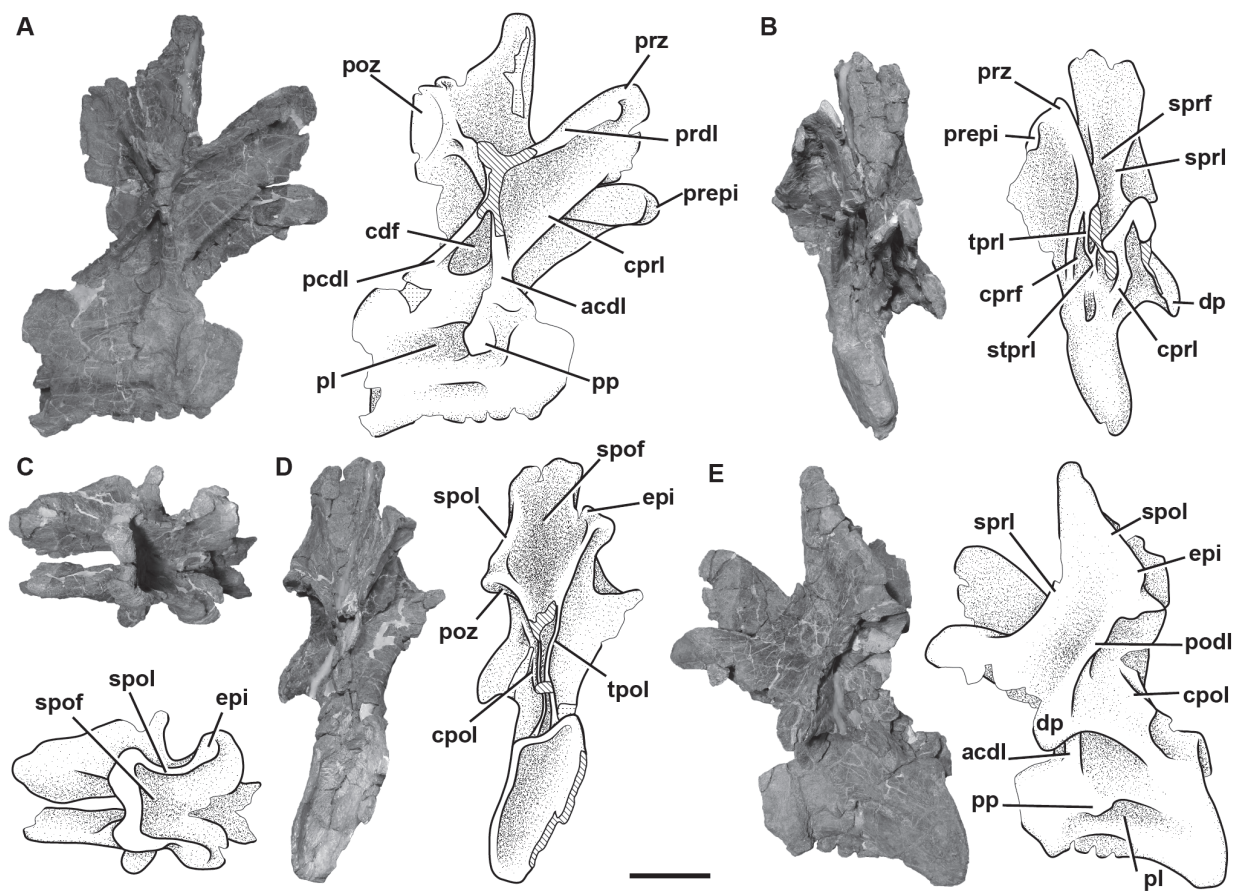 A
poz
prz
prdl
prepi
cdf
pcdl
cprl
acdl
pl
pp
B
prz
prepi
sprf
sprl
tprl
cprf
dp
stprl
cprl
C
spol
spof
epi
D
spof
spol
epi
poz
tpol
cpol
E
sprl
spol
epi
podl
cpol
dp
acdl
pp
pl